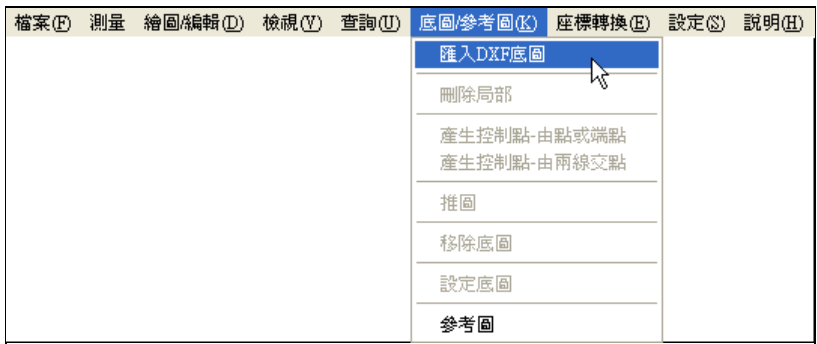 檔案(F) 測量 繪圖/編輯(D) 檢視(V) 查詢(U) 底圖/參考圖(K) 座標轉換(E) 設定(S) 說明(H)
匯入DXF底圖
刪除局部
產生控制點-由點或端點
產生控制點-由兩線交點
推圖
移除底圖
設定底圖
參考圖